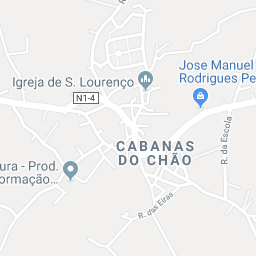 Jose Manuel
Rodrigues Pe
Igreja de S. Lourenço
N1-4
CABANAS
DO CHÃO
R. da Escola
ura - Prod.
ormação…
R. das Eiras